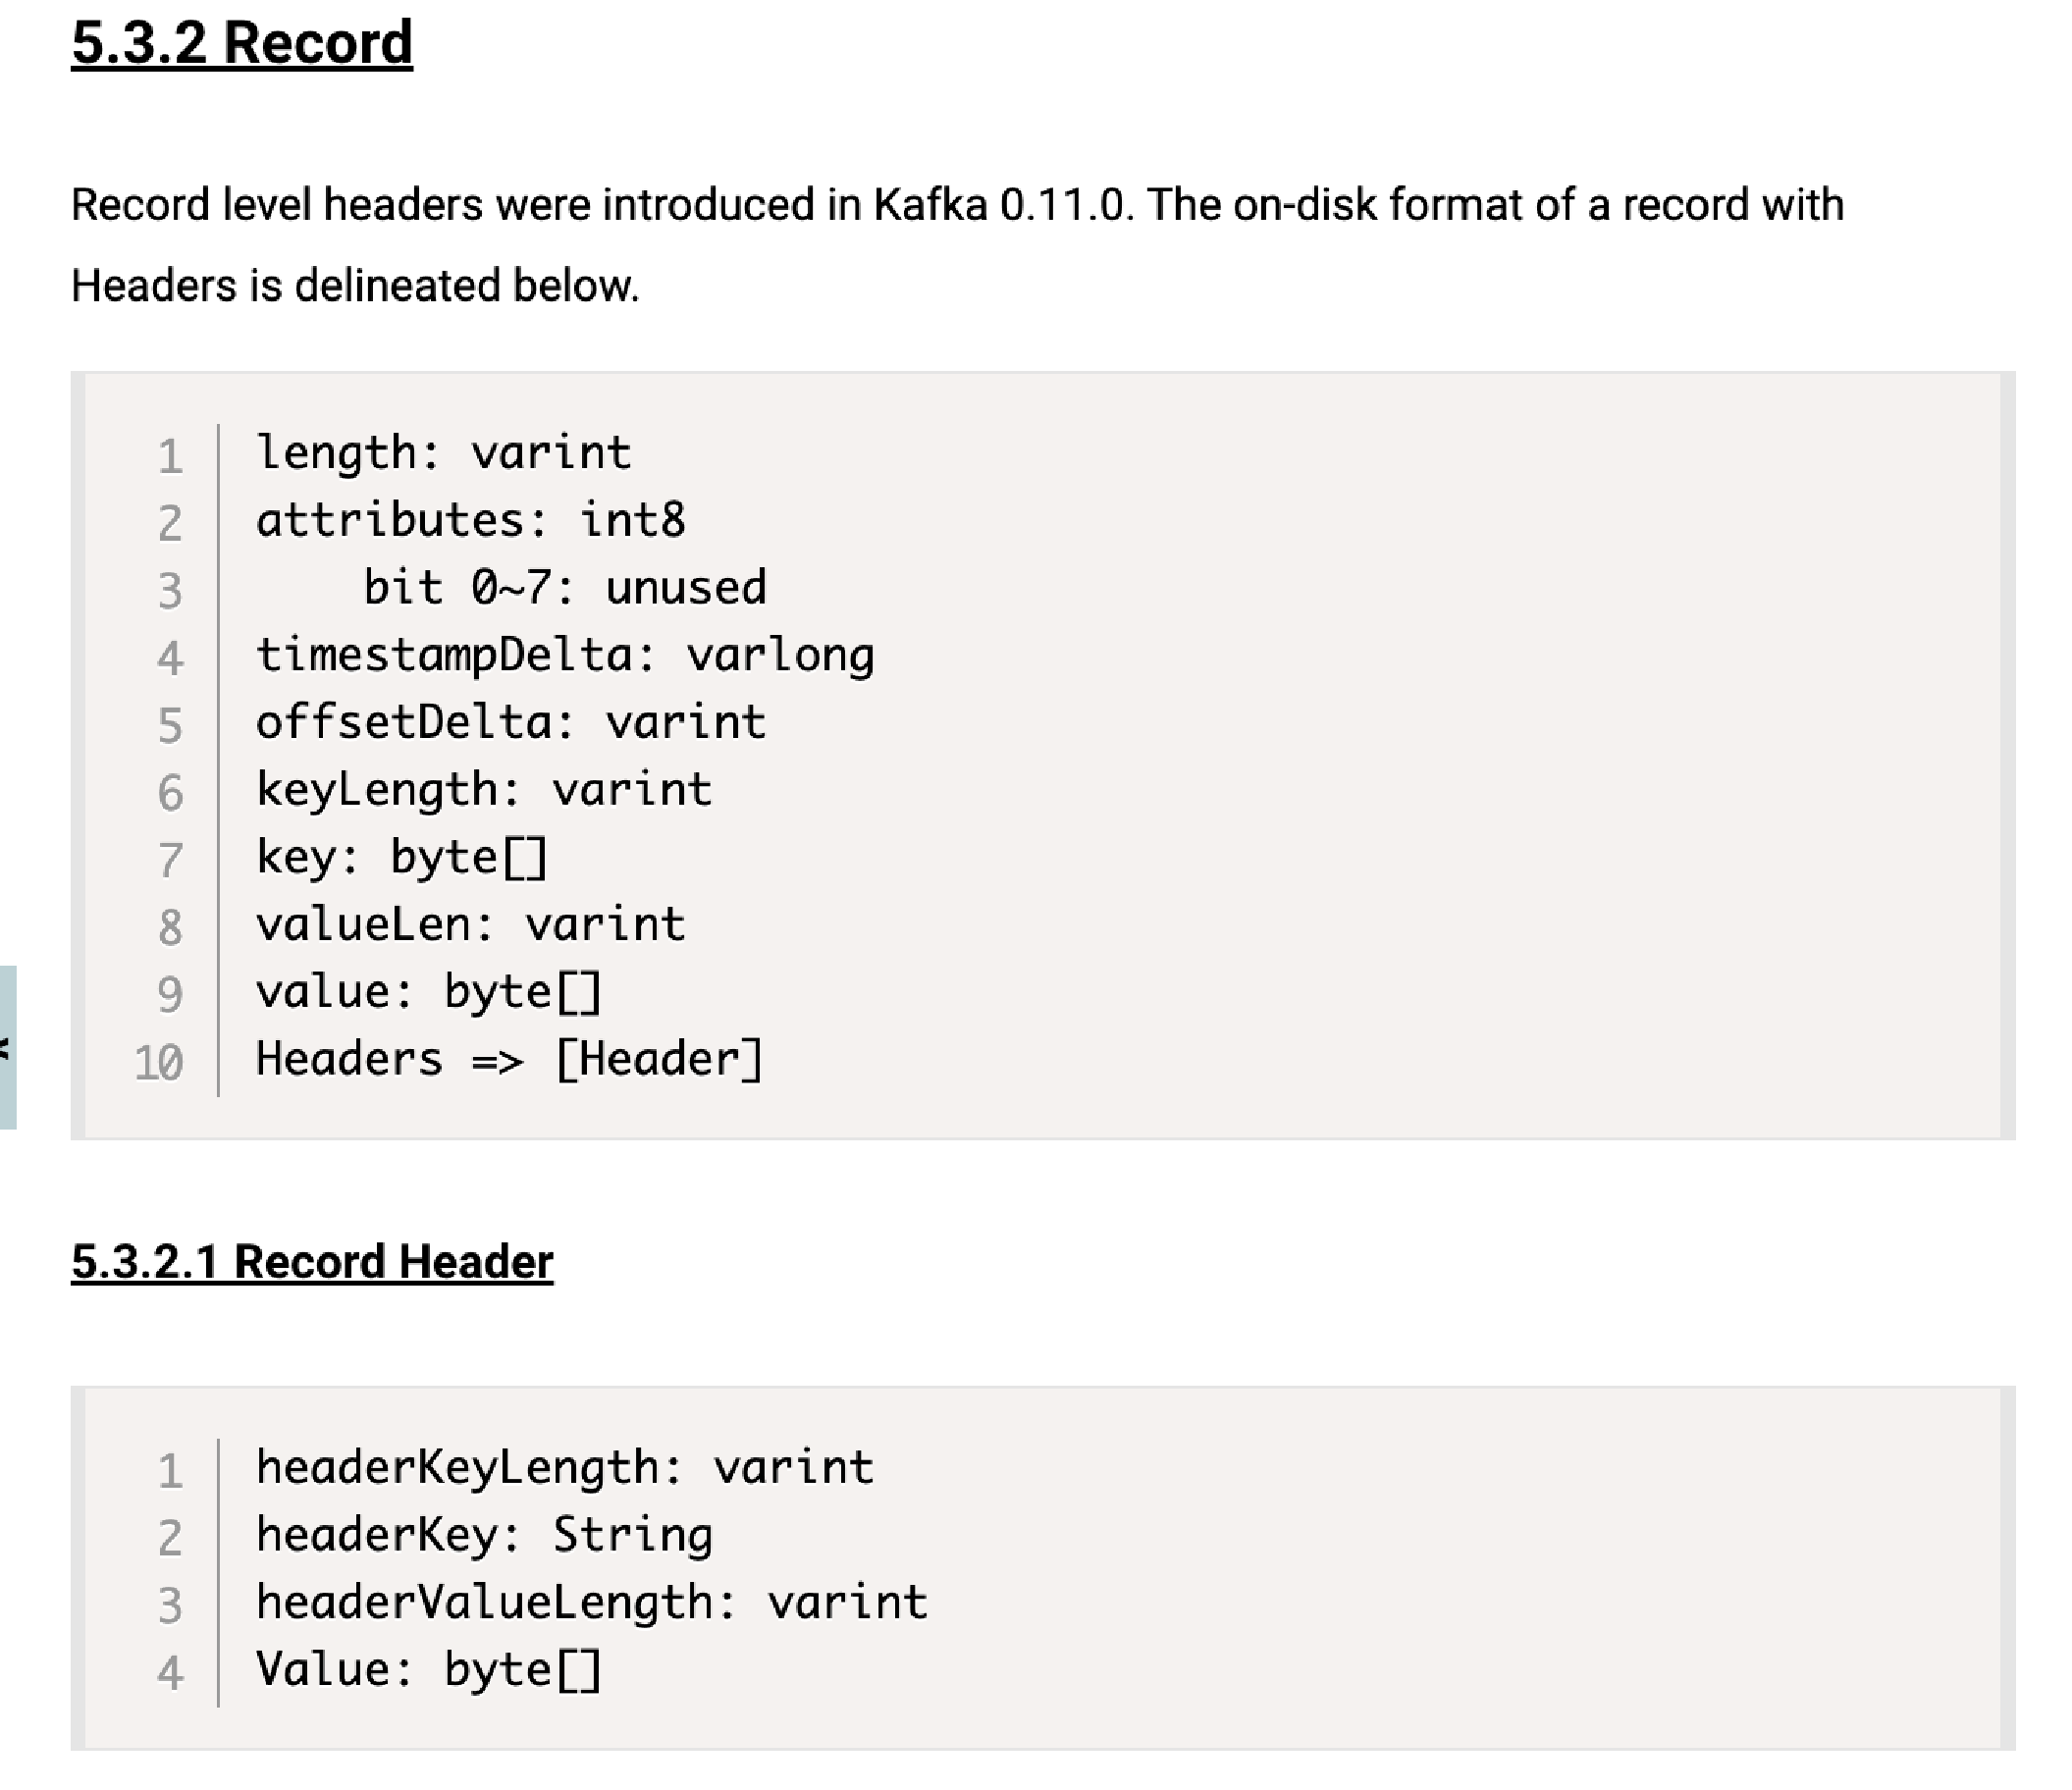 5.3.2 Record
Record level headers were introduced in Kafka 0.11.0. The on-disk format of a record with
Headers is delineated below.
1 length: varint
2 attributes: int8
3 bit 0~7: unused
4 timestampDelta: varlong
5 offsetDelta: varint
6 keyLength: varint
7 key: byte[]
8 valueLen: varint
9 value: byte[]
10 Headers => [Header]
5.3.2.1 Record Header
1 headerKeyLength: varint
2 headerKey: String
3 headerValueLength: varint
4 Value: byte[]